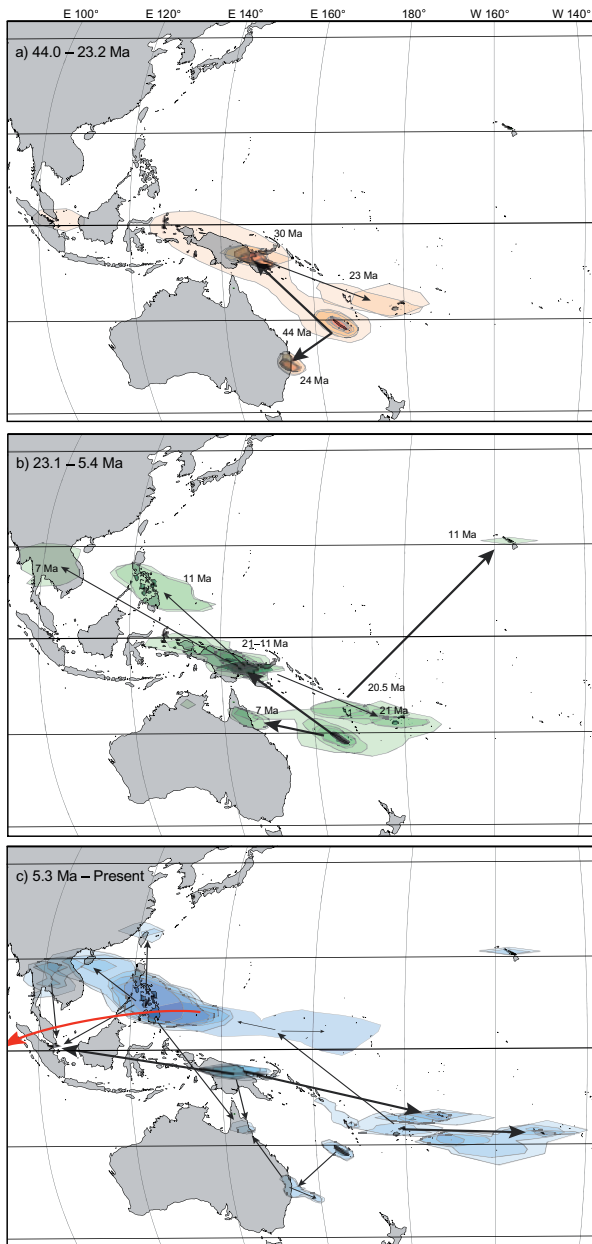 E 100° E 120° E 140° E 160° 180° W 160° W 140°
a) 44.0 – 23.2 Ma
30 Ma
23 Ma
44 Ma
24 Ma
b) 23.1 – 5.4 Ma
11 Ma
7 Ma
11 Ma
21–11 Ma
20.5 Ma
7 Ma
21 Ma
c) 5.3 Ma – Present